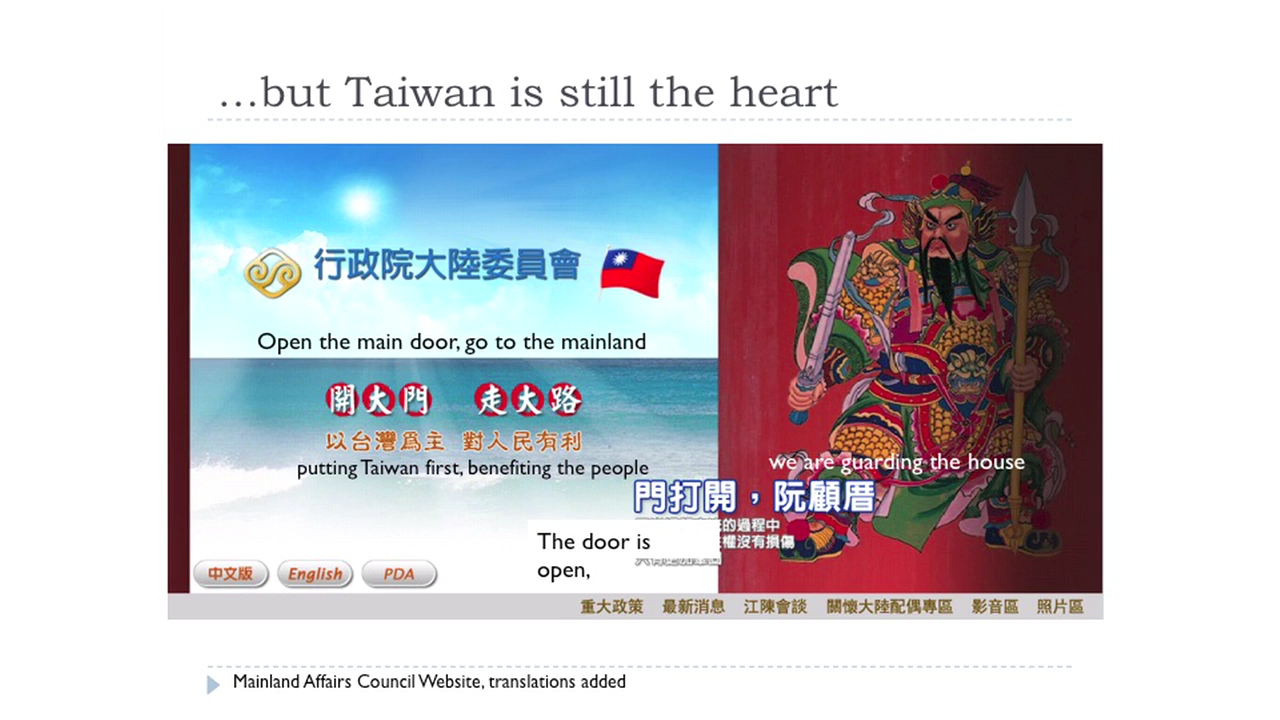 ...but Taiwan is still the heart
行政院大陸委員會
Open the main door, go to the mainland
開大門 走大路
以台灣為主 對人民有利
putting Taiwan first, benefiting the people
we are guarding the house
門打開，阮顧厝
的過程中
權沒有損傷
The door is
open,
中文版 English PDA
重大政策 最新消息 江陳會談 關懷大陸配偶專區 影音區 照片區
Mainland Affairs Council Website, translations added